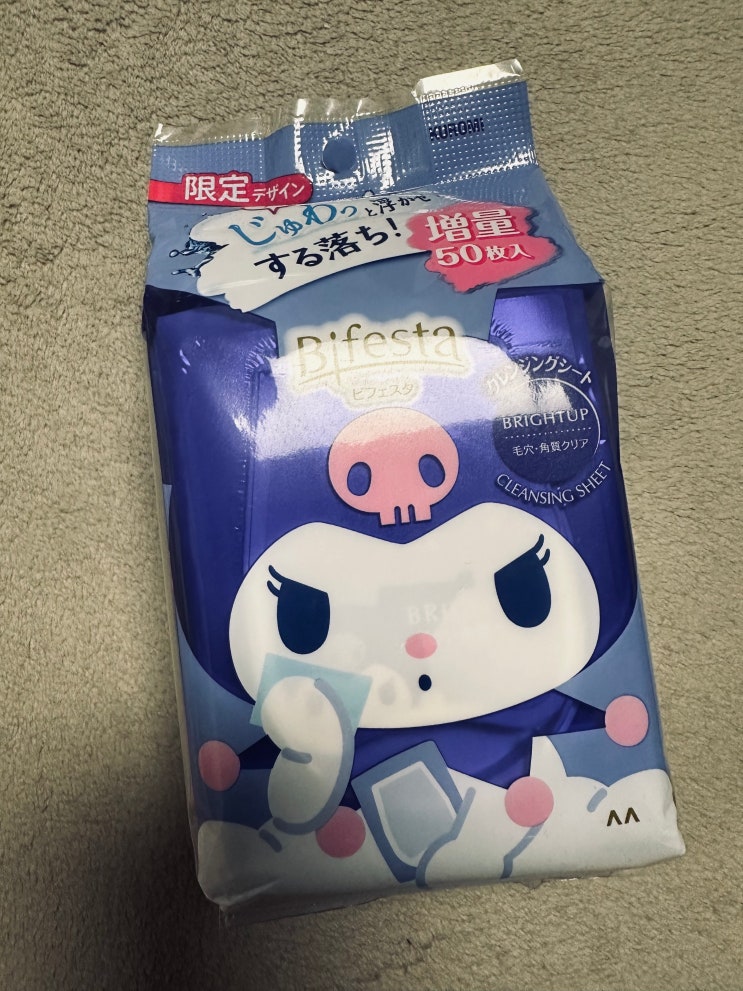 KUROMI
限定デザイン
じゅわっと浮かせ
する落ち!
増量
50枚入
Bifesta
ビフェスタ
クレンジングシート
BRIGHTUP
毛穴・角質クリア
CLEANSING SHEET